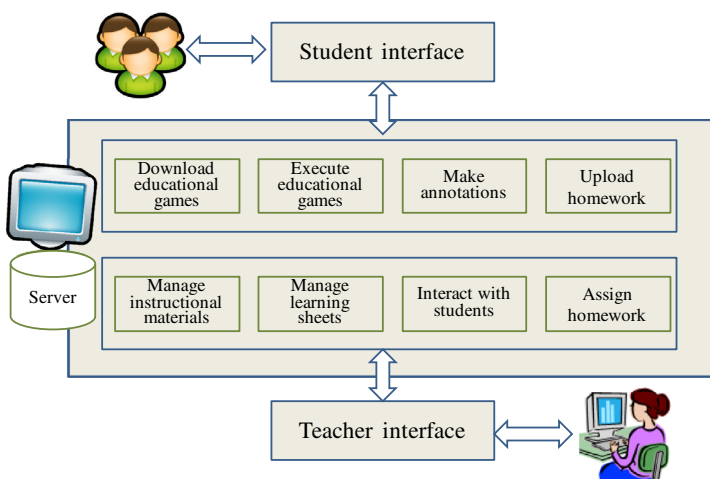 Student interface
Download
educational
games
Execute
educational
games
Make
annotations
Upload
homework
Server
Manage
instructional
materials
Manage
learning
sheets
Interact with
students
Assign
homework
Teacher interface